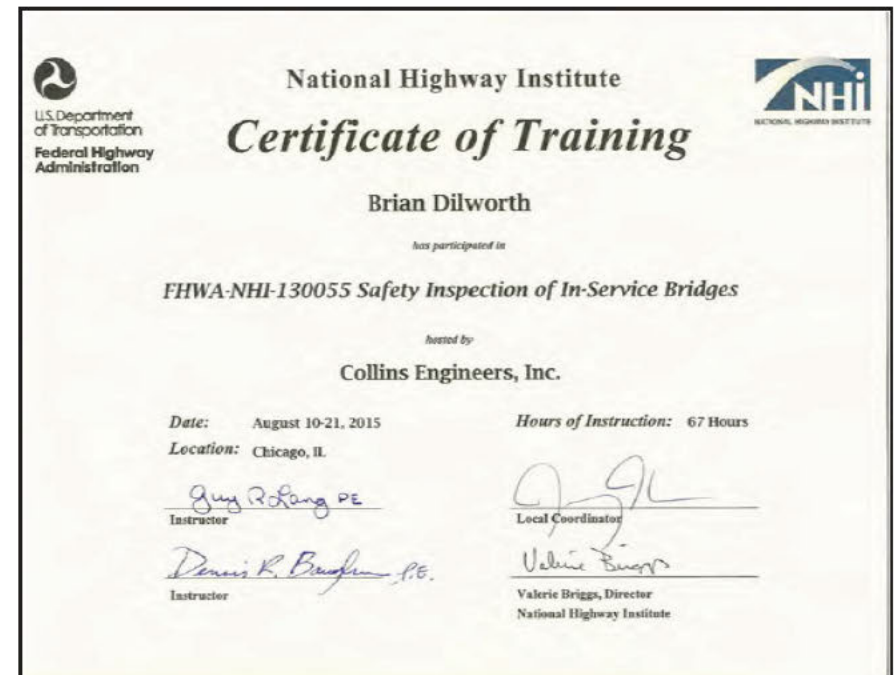 National Highway Institute
Certificate of Training
U.S. Department
of Transportation
Federal Highway
Administration
NHI
NATIONAL HIGHWAY INSTITUTE
Brian Dilworth
has participated in
FHWA-NHI-130055 Safety Inspection of In-Service Bridges
hosted by
Collins Engineers, Inc.
Date: August 10-21, 2015
Hours of Instruction: 67 Hours
Location: Chicago, IL
Guy R Lang PE
Instructor
Local Coordinator
Dennis R. P.E.
Instructor
Valerie Briggs
Valerie Briggs, Director
National Highway Institute